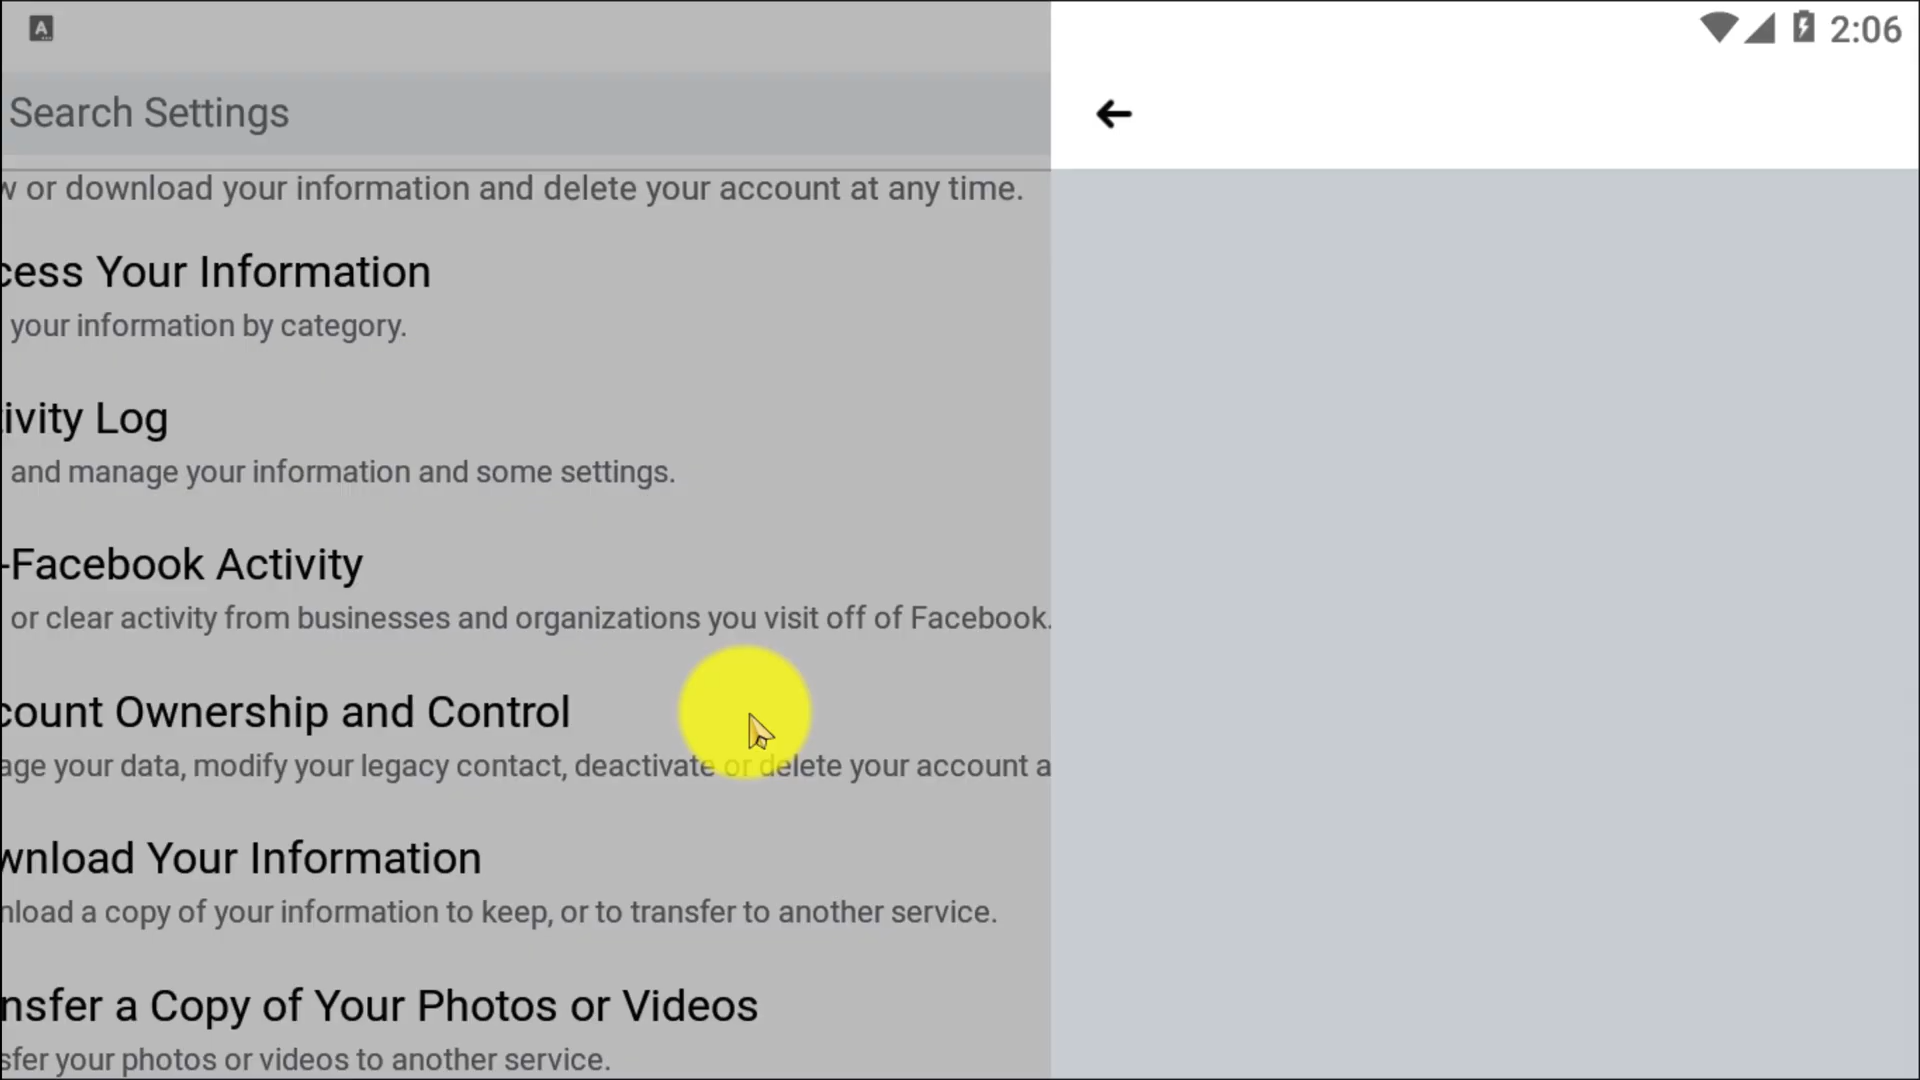 A
2:06
Search Settings
w or download your information and delete your account at any time.
cess Your Information
your information by category.
tivity Log
and manage your information and some settings.
-Facebook Activity
or clear activity from businesses and organizations you visit off of Facebook.
count Ownership and Control
age your data, modify your legacy contact, deactivate or delete your account a
wnload Your Information
nload a copy of your information to keep, or to transfer to another service.
nsfer a Copy of Your Photos or Videos
sfer your photos or videos to another service.